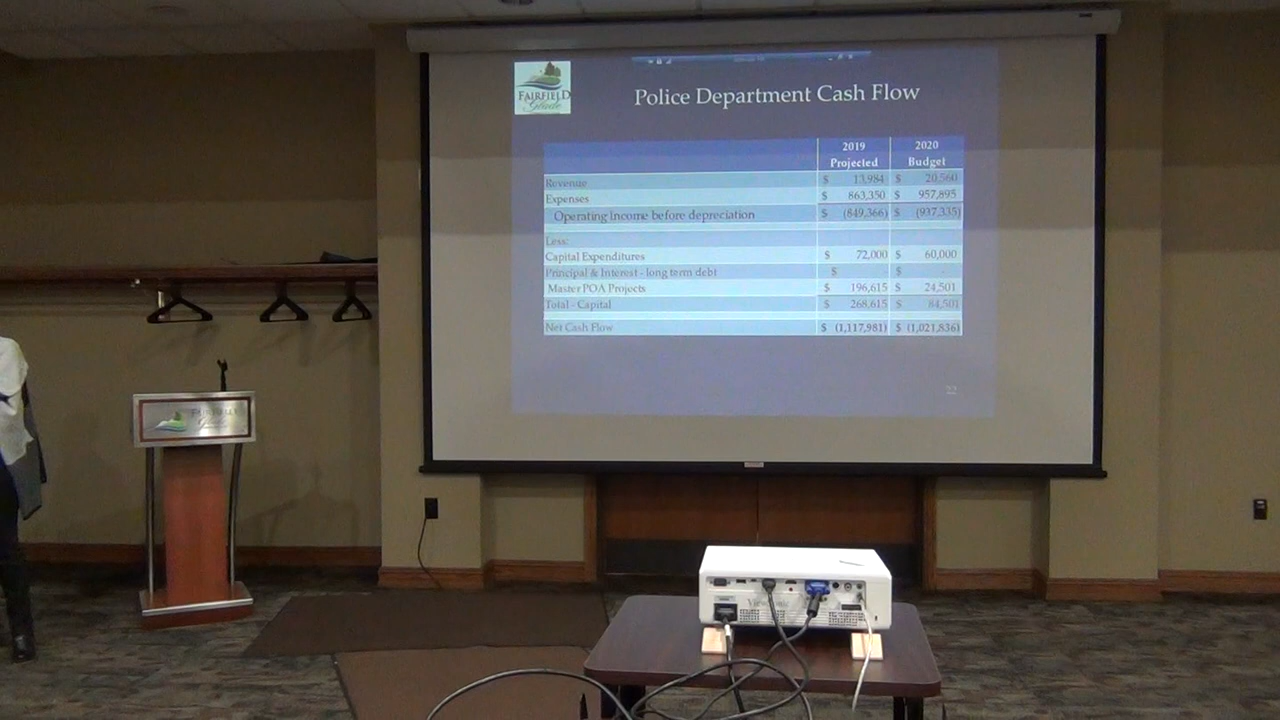 FAIRFIELD
Glade
Police Department Cash Flow
2019 2020
Projected Budget
Revenue $ 13,984 $ 20,560
Expenses $ 863,350 $ 957,895
Operating Income before depreciation $ (849,366) $ (937,335)
Less:
Capital Expenditures $ 72,000 $ 60,000
Principal & Interest - long term debt $ - $ -
Master POA Projects $ 196,615 $ 24,501
Total - Capital $ 268,615 $ 84,501
Net Cash Flow $ (1,117,981) $ (1,021,836)
22
FAIRFIELD
Glade
ViewSonic